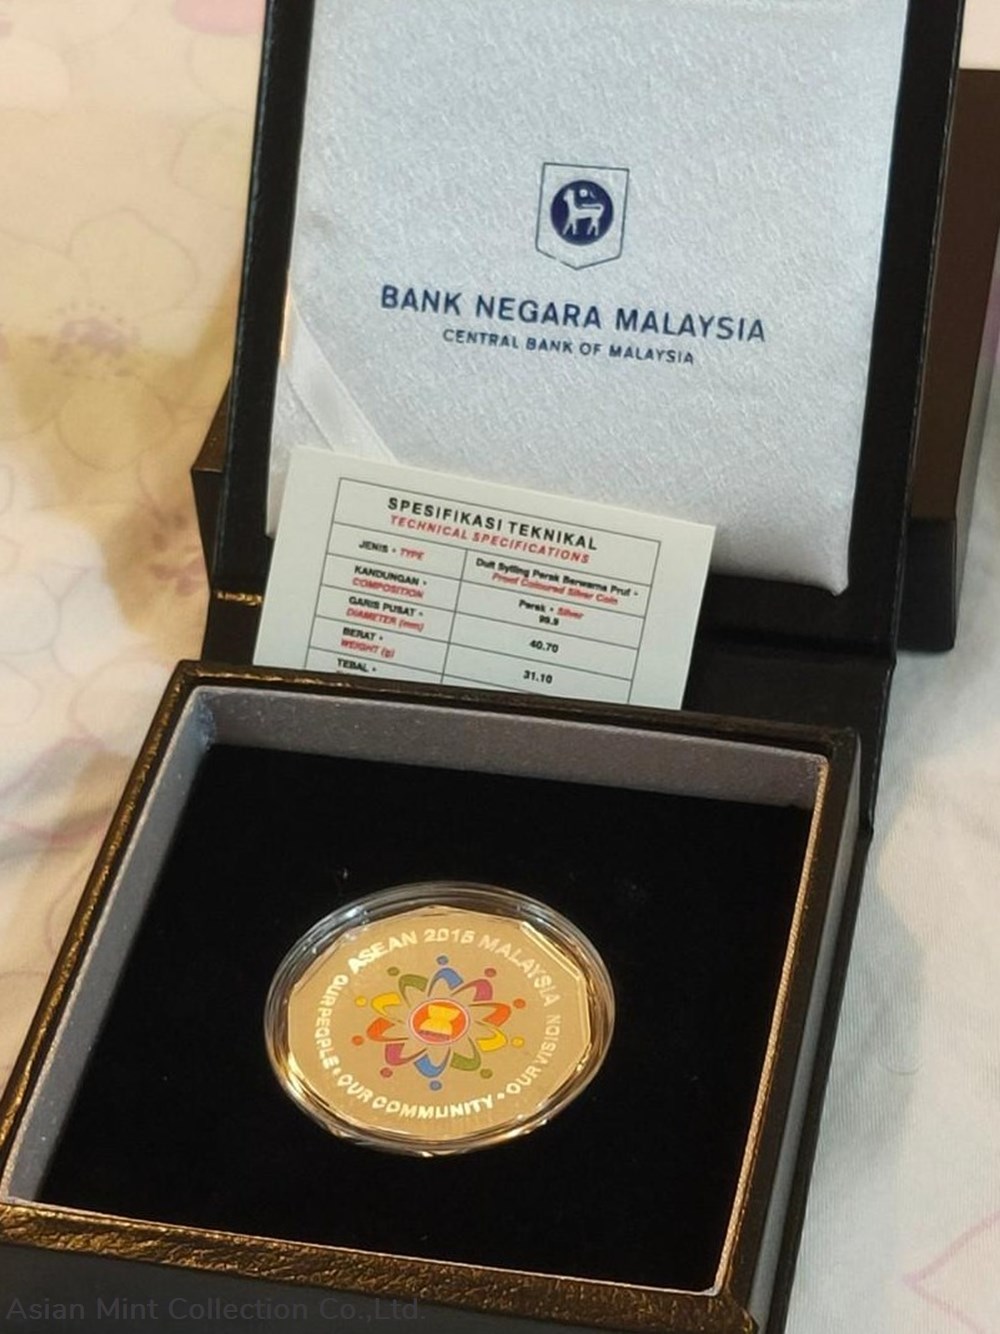 BANK NEGARA MALAYSIA
CENTRAL BANK OF MALAYSIA
SPESIFIKASI TEKNIKAL
TECHNICAL SPECIFICATIONS
JENIS • TYPE
Duit Syiling Perak Berwarna Pruf •
Proof Coloured Silver Coin
KANDUNGAN •
COMPOSITION
Perak • Silver
99.9
GARIS PUSAT •
DIAMETER (mm)
40.70
BERAT •
WEIGHT (g)
31.10
TEBAL •
ASEAN 2015 MALAYSIA
OUR PEOPLE • OUR COMMUNITY • OUR VISION
Asian Mint Collection Co.,Ltd.